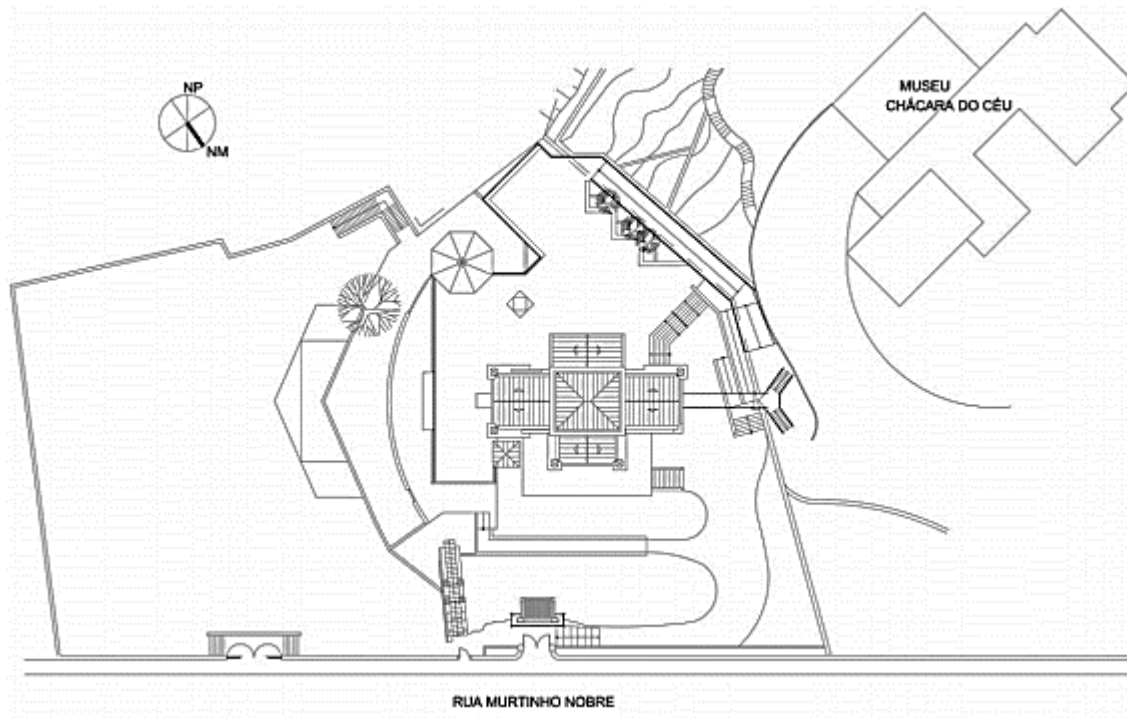 NP
NM
MUSEU
CHÁCARA DO CÉU
RUA MURTINHO NOBRE